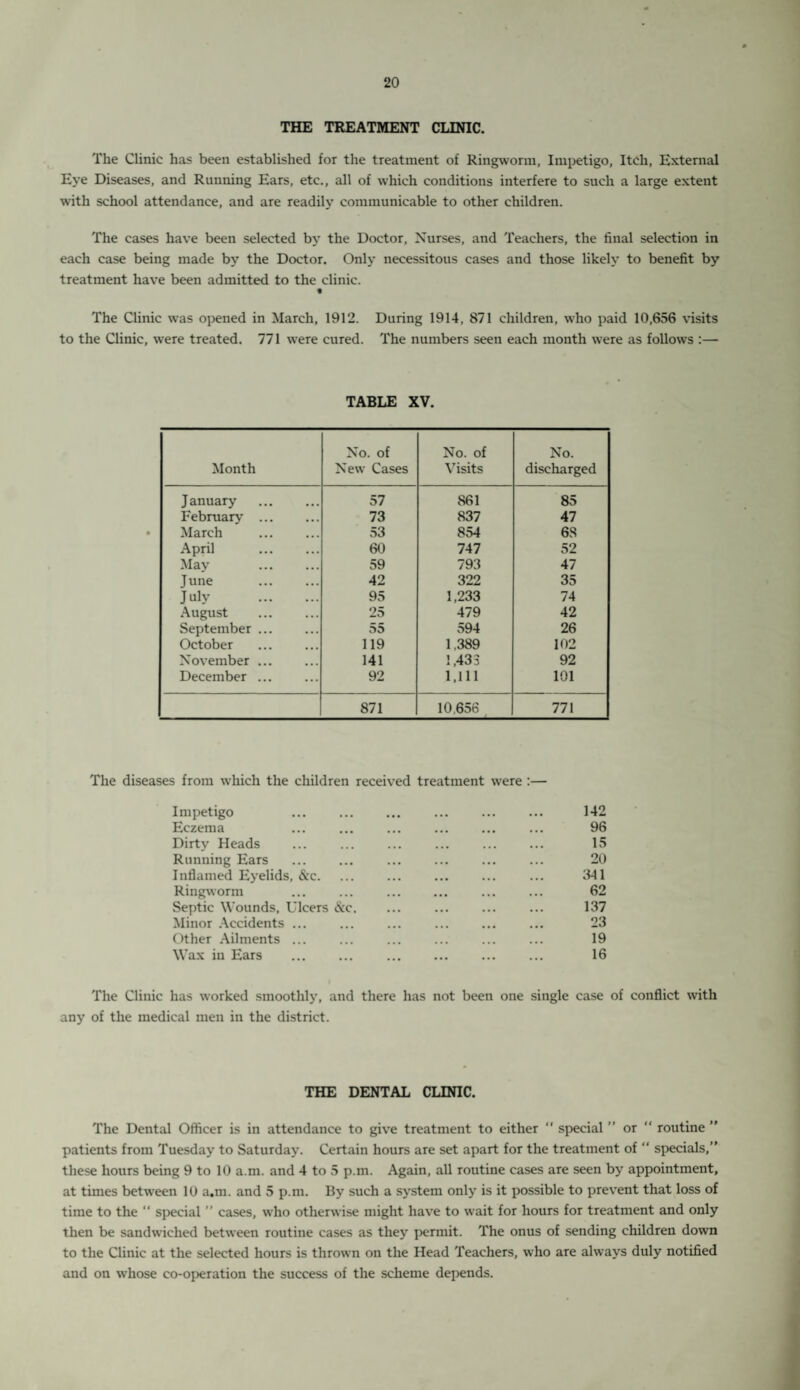 20
THE TREATMENT CLINIC.
The Clinic has been established for the treatment of Ringworm, Impetigo, Itch, External
Eye Diseases, and Running Ears, etc., all of which conditions interfere to such a large extent
with school attendance, and are readily communicable to other children.
The cases have been selected by the Doctor, Nurses, and Teachers, the final selection in
each case being made by the Doctor. Only necessitous cases and those likely to benefit by
treatment have been admitted to the clinic.
The Clinic was opened in March, 1912. During 1914, 871 children, who paid 10,656 visits
to the Clinic, were treated. 771 were cured. The numbers seen each month were as follows :—
TABLE XV.
Month No. of New Cases No. of Visits No. discharged
January ... ... 57 861 85
February ... ... 73 837 47
March ... ... 53 854 68
April ... ... 60 747 52
May ... ... 59 793 47
June ... ... 42 322 35
July ... ... 95 1,233 74
August ... ... 25 479 42
September ... ... 55 594 26
October ... ... 119 1,389 102
November ... ... 141 1,433 92
December ... ... 92 1,111 101
871 10,656 771
The diseases from which the children received treatment were :—
Impetigo ... ... ... ... ... ... 142
Eczema ... ... ... ... ... ... 96
Dirty Heads ... ... ... ... ... ... 15
Running Ears ... ... ... ... ... ... 20
Inflamed Eyelids, &c. ... ... ... ... ... 341
Ringworm ... ... ... ... ... ... 62
Septic Wounds, Ulcers &c. ... ... ... ... 137
Minor Accidents ... ... ... ... ... ... 23
Other Ailments ... ... ... ... ... ... 19
Wax in Ears ... ... ... ... ... ... 16
The Clinic has worked smoothly, and there has not been one single case of conflict with
any of the medical men in the district.
THE DENTAL CLINIC.
The Dental Officer is in attendance to give treatment to either " special " or " routine "
patients from Tuesday to Saturday. Certain hours are set apart for the treatment of " specials,"
these hours being 9 to 10 a.m. and 4 to 5 p.m. Again, all routine cases are seen by appointment,
at times between 10 a.m. and 5 p.m. By such a system only is it possible to prevent that loss of
time to the " special " cases, who otherwise might have to wait for hours for treatment and only
then be sandwiched between routine cases as they permit. The onus of sending children down
to the Clinic at the selected hours is thrown on the Head Teachers, who are always duly notified
and on whose co-operation the success of the scheme depends.